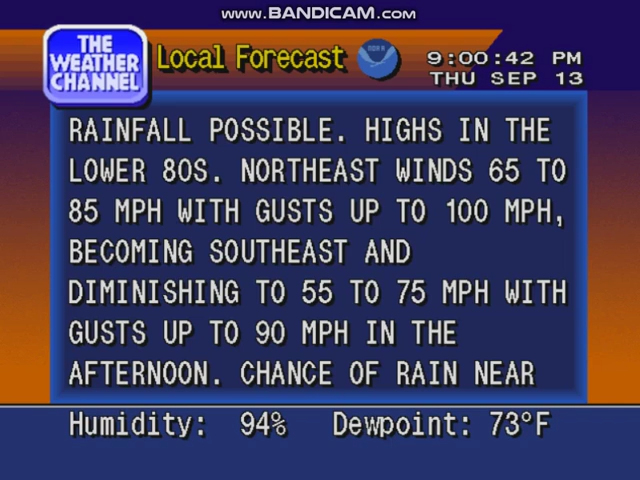 www.BANDICAM.com
THE
WEATHER
CHANNEL
Local Forecast
NOAA
9:00:42 PM
THU SEP 13
RAINFALL POSSIBLE. HIGHS IN THE
LOWER 80S. NORTHEAST WINDS 65 TO
85 MPH WITH GUSTS UP TO 100 MPH,
BECOMING SOUTHEAST AND
DIMINISHING TO 55 TO 75 MPH WITH
GUSTS UP TO 90 MPH IN THE
AFTERNOON. CHANCE OF RAIN NEAR
Humidity: 94% Dewpoint: 73°F